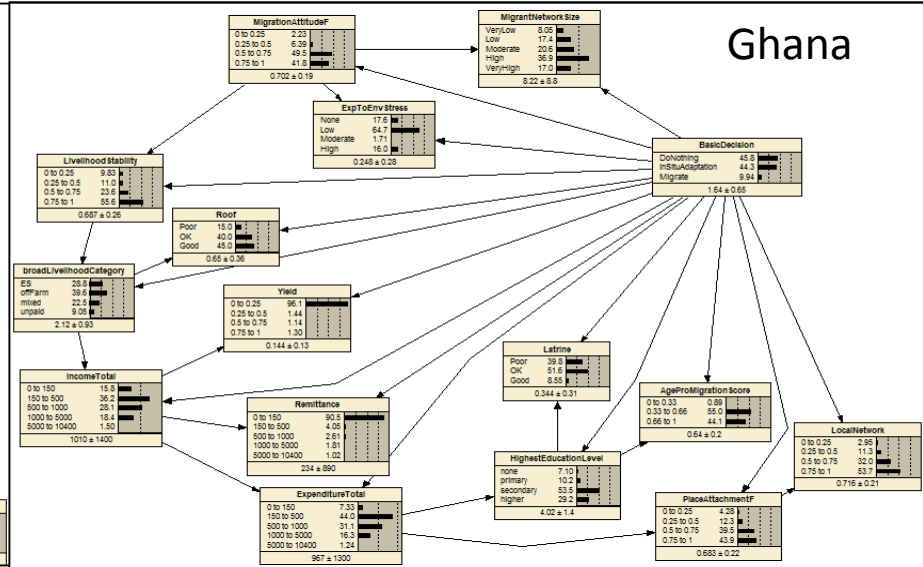 Ghana
MigrationAttitudeF
0 to 0.25 2.23
0.25 to 0.5 6.39
0.5 to 0.75 49.5
0.75 to 1 41.8
0.702 ± 0.19
MigrantNetworkSize
VeryLow 8.05
Low 17.4
Moderate 20.6
High 36.9
VeryHigh 17.0
8.22 ± 8.8
ExpToEnvStress
None 17.6
Low 64.7
Moderate 1.71
High 16.0
0.248 ± 0.28
BasicDecision
DoNothing 45.8
InSituAdaptation 44.3
Migrate 9.94
1.64 ± 0.65
LivelihoodStability
0 to 0.25 9.83
0.25 to 0.5 11.0
0.5 to 0.75 23.6
0.75 to 1 55.6
0.687 ± 0.26
Roof
Poor 15.0
OK 40.0
Good 45.0
0.65 ± 0.36
broadLivelihoodCategory
ES 28.8
offFarm 39.6
mixed 22.5
unpaid 9.05
2.12 ± 0.93
Yield
0 to 0.25 96.1
0.25 to 0.5 1.44
0.5 to 0.75 1.14
0.75 to 1 1.30
0.144 ± 0.13
Latrine
Poor 39.8
OK 51.6
Good 8.55
0.344 ± 0.31
IncomeTotal
0 to 150 15.8
150 to 500 36.2
500 to 1000 28.1
1000 to 5000 18.4
5000 to 10400 1.50
1010 ± 1400
Remittance
0 to 150 90.5
150 to 500 4.05
500 to 1000 2.61
1000 to 5000 1.81
5000 to 10400 1.02
234 ± 890
AgeProMigrationScore
0 to 0.33 0.89
0.33 to 0.66 55.0
0.66 to 1 44.1
0.64 ± 0.2
LocalNetwork
0 to 0.25 2.95
0.25 to 0.5 11.3
0.5 to 0.75 32.0
0.75 to 1 53.7
0.716 ± 0.21
HighestEducationLevel
none 7.10
primary 10.2
secondary 53.5
higher 29.2
4.02 ± 1.4
ExpenditureTotal
0 to 150 7.33
150 to 500 44.0
500 to 1000 31.1
1000 to 5000 16.3
5000 to 10400 1.24
967 ± 1300
PlaceAttachmentF
0 to 0.25 4.28
0.25 to 0.5 12.3
0.5 to 0.75 39.5
0.75 to 1 43.9
0.683 ± 0.22